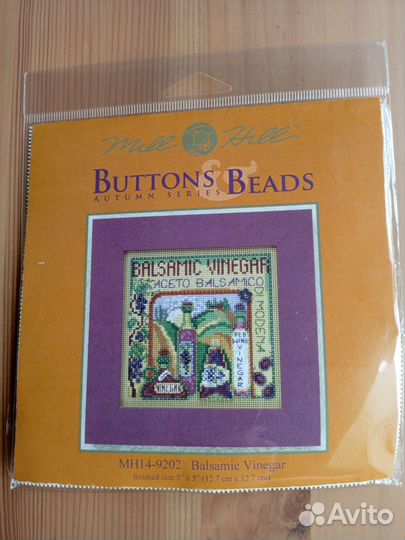 Mill Hill
BUTTONS & BEADS
AUTUMN SERIES
BALSAMIC VINEGAR
ACETO BALSAMICO
DI MODENA
RED
WINE
VINEGAR
VINEGAR
MH14-9202 Balsamic Vinegar
finished size 5" x 5" (12.7 cm x 12.7 cm)
Avito